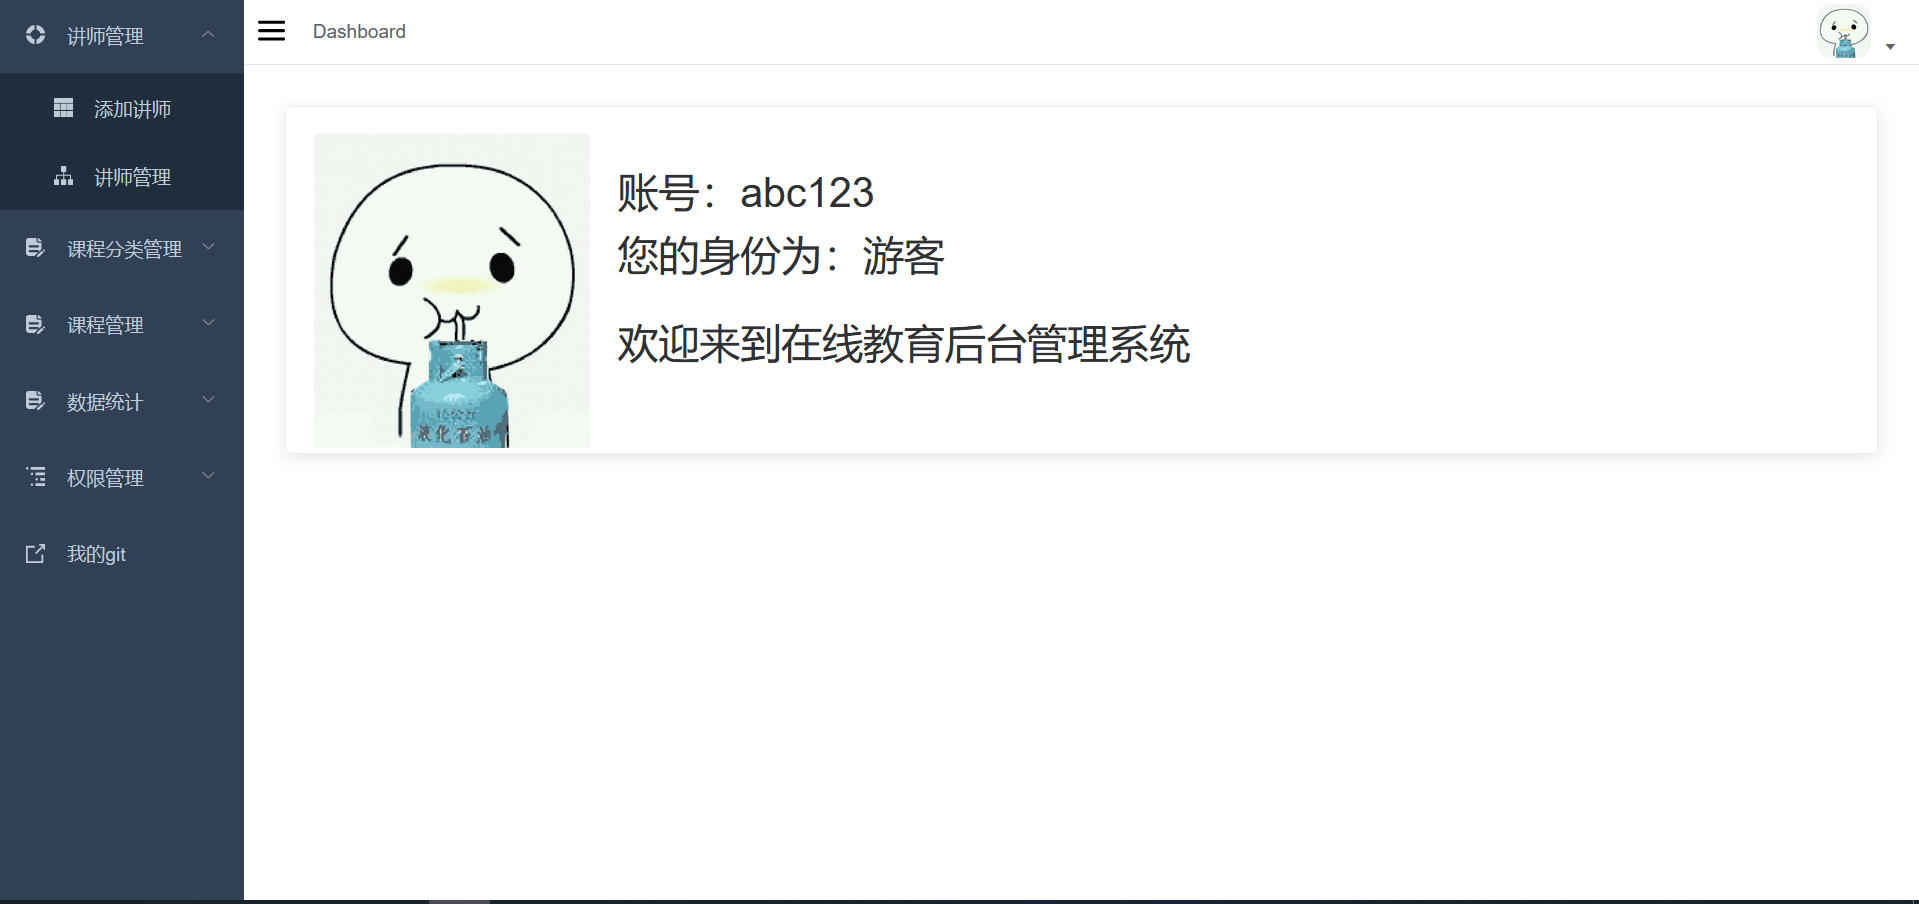 讲师管理
添加讲师
讲师管理
课程分类管理
课程管理
数据统计
权限管理
我的git
Dashboard
账号：abc123
您的身份为：游客
欢迎来到在线教育后台管理系统
液化石油